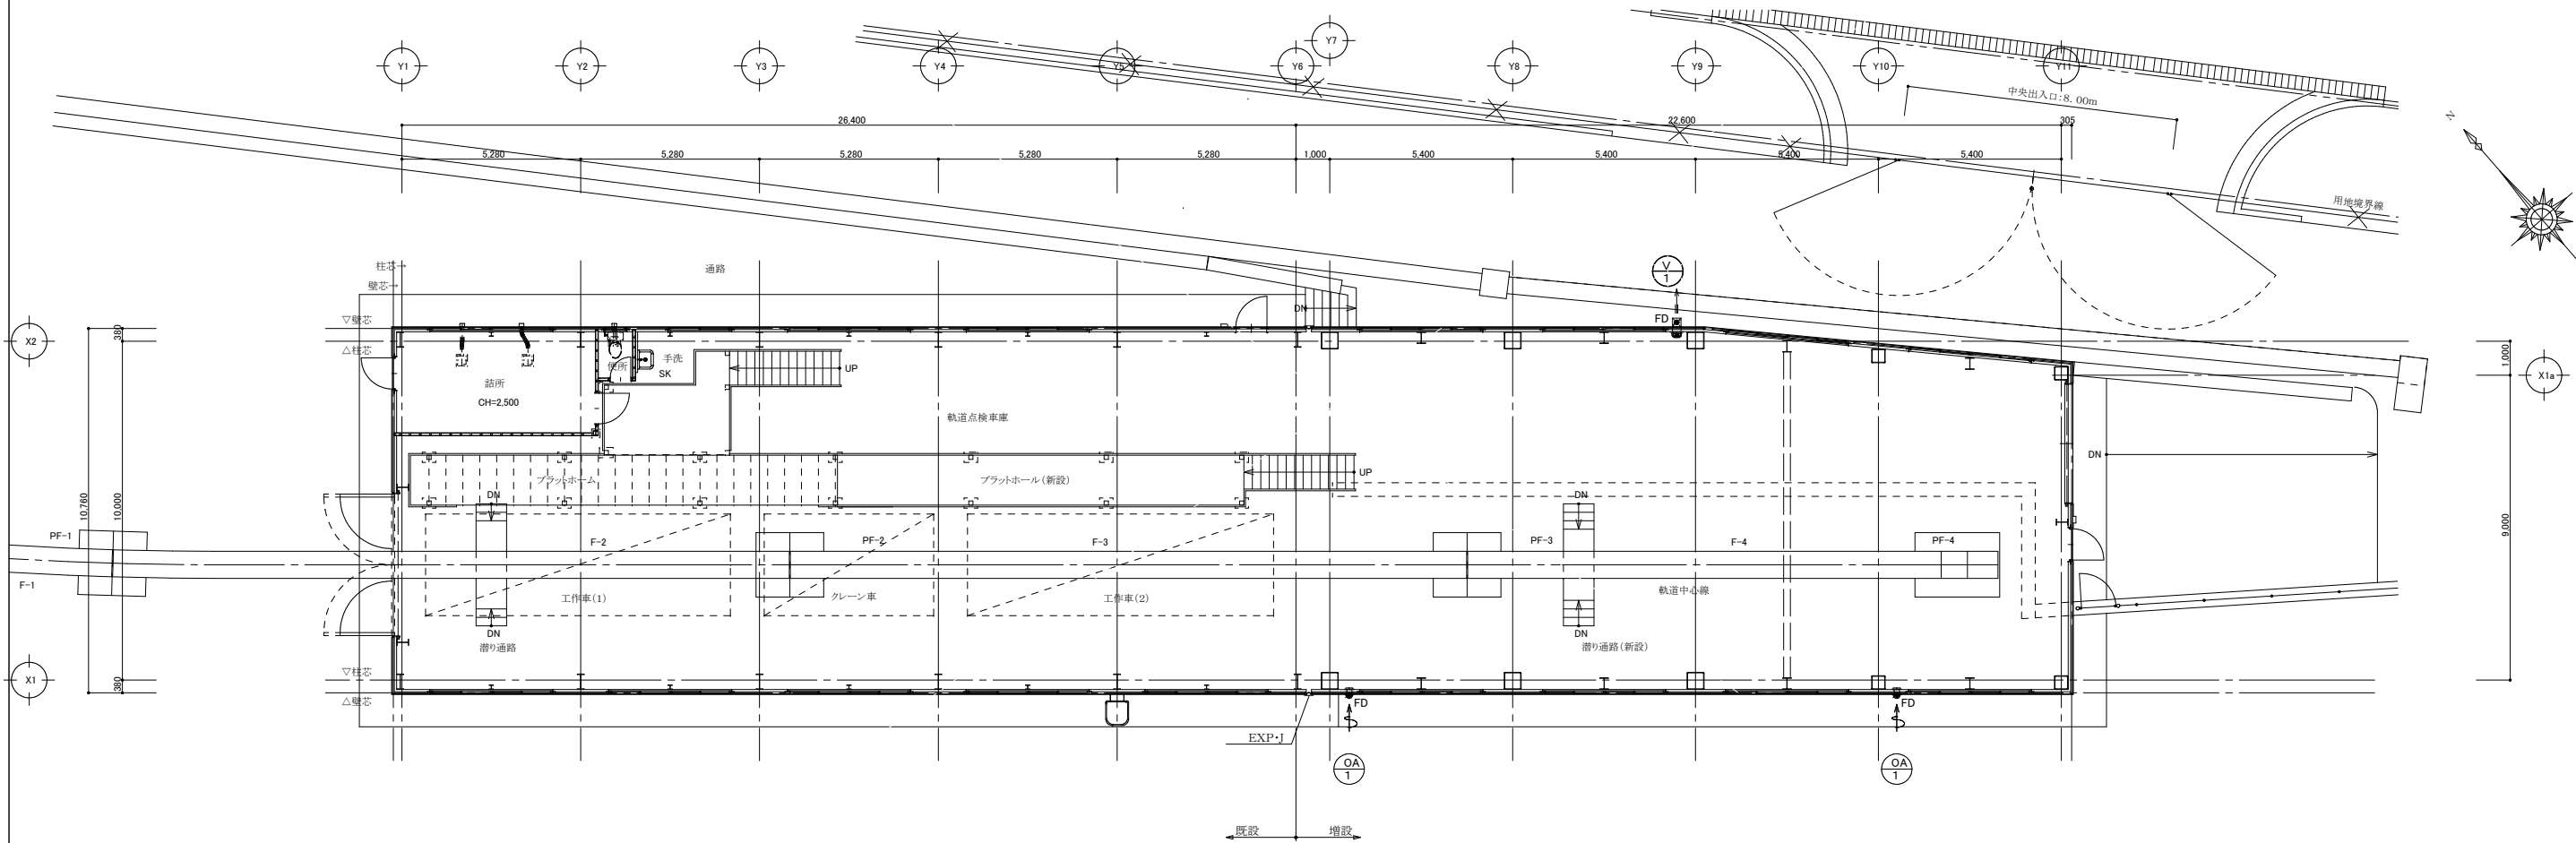 Y7
Y1 Y2 Y3 Y4 Y5 Y6 Y8 Y9 Y10 Y11
中央出入口:8.00m
N
26,400 22,600 305
5,280 5,280 5,280 5,280 5,280 1,000 5,400 5,400 5,400 5,400
用地境界線
柱芯→
通路
V
1
壁芯→
DN
▽壁芯
FD
X2
380
△柱芯
手洗
便所
SK
UP
詰所
CH=2,500
1,000
X1a
軌道点検車庫
DN
UP
プラットホーム
プラットホール(新設)
DN
DN
10,760
10,000
9,000
PF-1
F-2
PF-2
F-3
PF-3
F-4
PF-4
F-1
工作車(1)
クレーン車
工作車(2)
軌道中心線
DN
DN
潜り通路
潜り通路(新設)
▽柱芯
X1
380
△壁芯
FD
FD
EXP・J
OA
1
OA
1
既設 増設